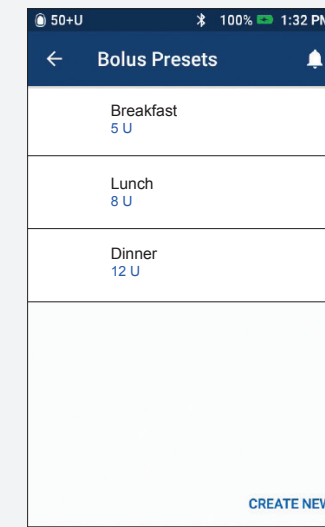 50+U 100% 1:32 PM
Bolus Presets
Breakfast
5 U
Lunch
8 U
Dinner
12 U
CREATE NEW